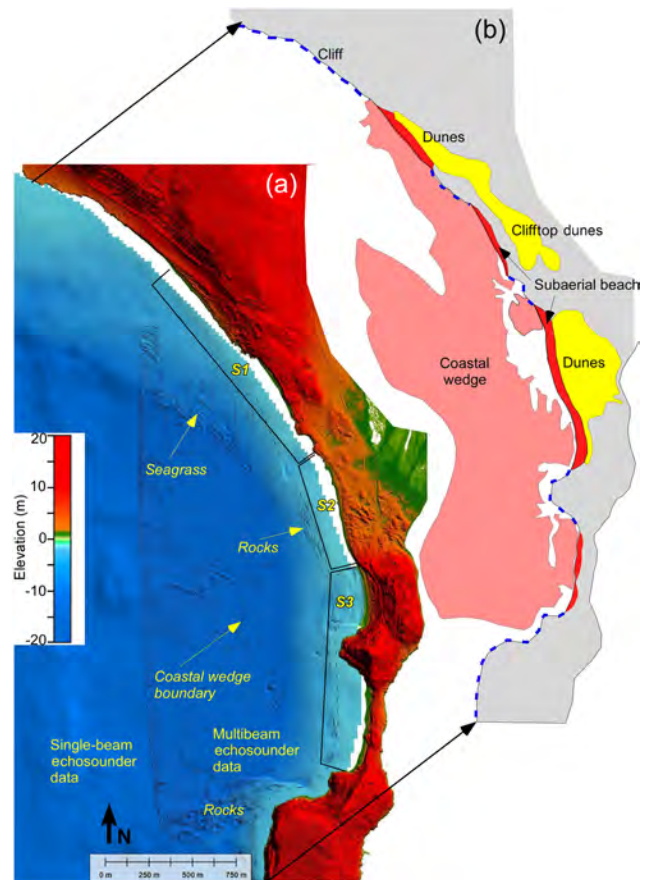 (b)
Cliff
Dunes
Clifftop dunes
Subaerial beach
Coastal
wedge
Dunes
(a)
S1
Seagrass
S2
Rocks
S3
Coastal wedge
boundary
Single-beam
echosounder
data
Multibeam
echosounder
data
Rocks
Elevation (m)
20
10
0
-10
-20
N
0 m 250 m 500 m 750 m